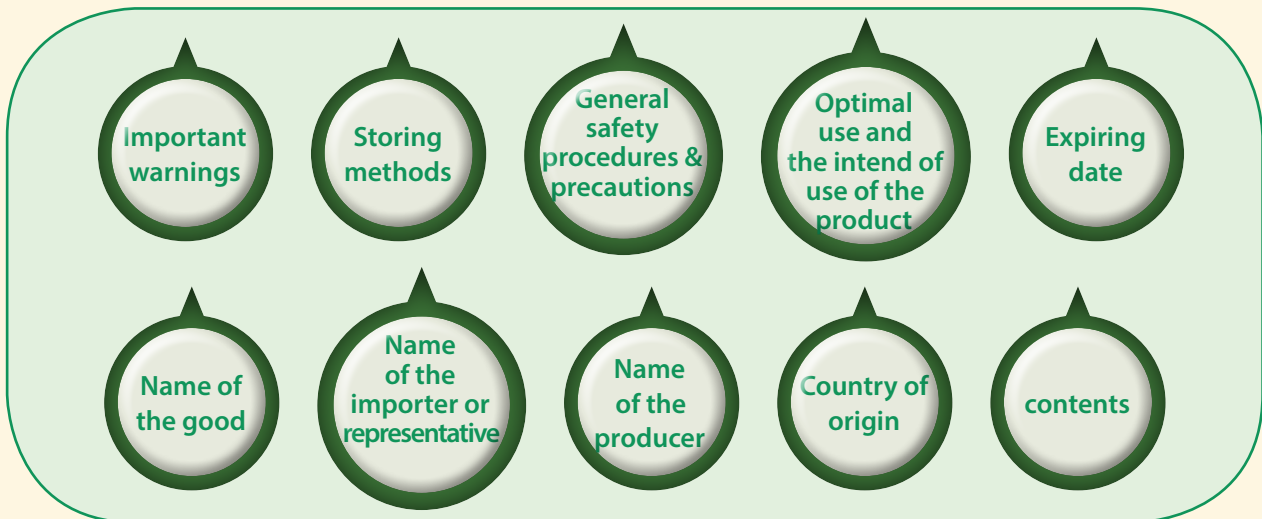 Important
warnings
Storing
methods
General
safety
procedures &
precautions
Optimal
use and
the intend of
use of the
product
Expiring
date
Name of
the good
Name
of the
importer or
representative
Name
of the
producer
Country of
origin
contents